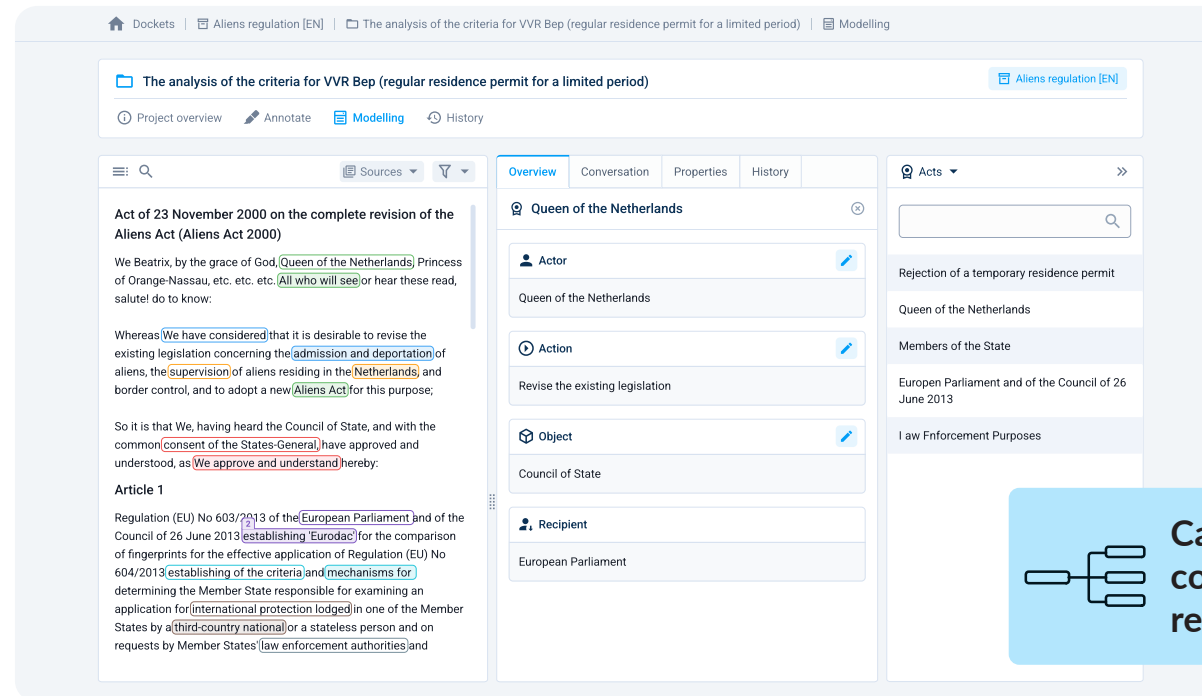 Dockets Aliens regulation [EN] The analysis of the criteria for VVR Bep (regular residence permit for a limited period) Modelling
The analysis of the criteria for VVR Bep (regular residence permit for a limited period)
Aliens regulation [EN]
Project overview Annotate Modelling History
Sources
Act of 23 November 2000 on the complete revision of the
Aliens Act (Aliens Act 2000)
We Beatrix, by the grace of God, Queen of the Netherlands, Princess
of Orange-Nassau, etc. etc. etc. All who will see or hear these read,
salute! do to know:
Whereas We have considered that it is desirable to revise the
existing legislation concerning the admission and deportation of
aliens, the supervision of aliens residing in the Netherlands, and
border control, and to adopt a new Aliens Act for this purpose;
So it is that We, having heard the Council of State, and with the
common consent of the States-General, have approved and
understood, as We approve and understand hereby:
Article 1
Regulation (EU) No 603/2013 of the European Parliament and of the
2
Council of 26 June 2013 establishing 'Eurodac' for the comparison
of fingerprints for the effective application of Regulation (EU) No
604/2013 establishing of the criteria and mechanisms for
determining the Member State responsible for examining an
application for international protection lodged in one of the Member
States by a third-country national or a stateless person and on
requests by Member States' law enforcement authorities and
Overview Conversation Properties History
Queen of the Netherlands
Actor
Queen of the Netherlands
Action
Revise the existing legislation
Object
Council of State
Recipient
European Parliament
Acts
Rejection of a temporary residence permit
Queen of the Netherlands
Members of the State
Europen Parliament and of the Council of 26
June 2013
Law Enforcement Purposes